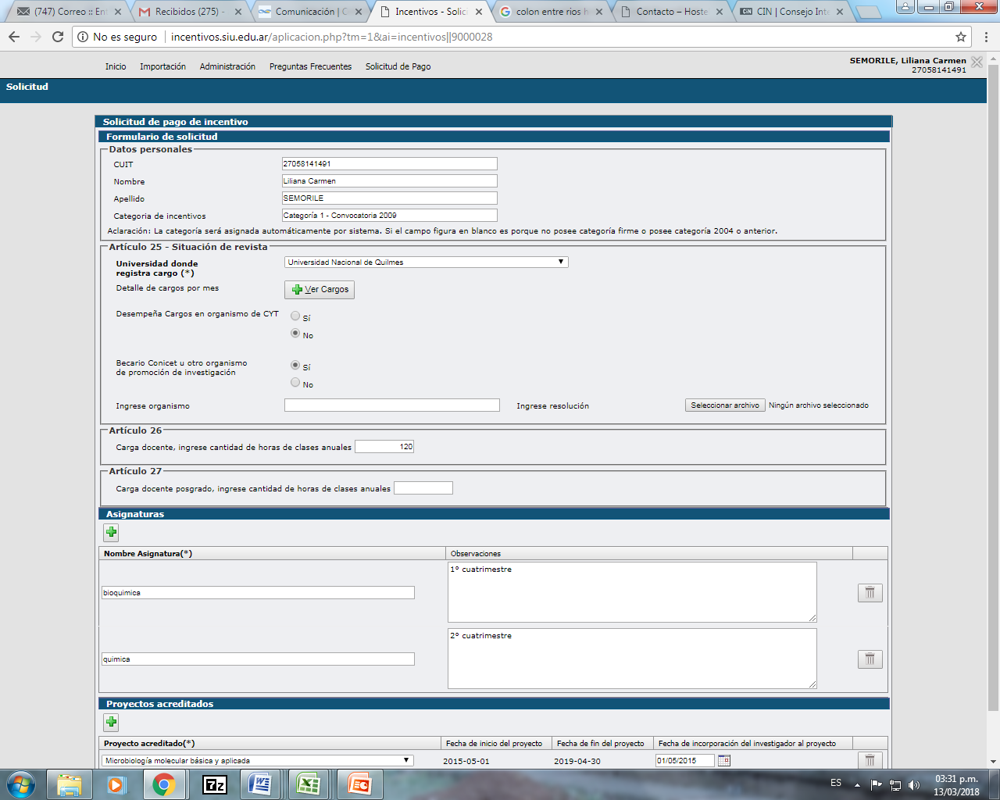 (747) Correo :: Ent
Recibidos (275) -
Comunicación | C
Incentivos - Solici
colon entre rios h
Contacto – Hoste
CIN | Consejo Inte
No es seguro
incentivos.siu.edu.ar/aplicacion.php?tm=1&ai=incentivos||9000028
Inicio Importación Administración Preguntas Frecuentes Solicitud de Pago
SEMORILE, Liliana Carmen
27058141491
Solicitud
Solicitud de pago de incentivo
Formulario de solicitud
Datos personales
CUIT 27058141491
Nombre Liliana Carmen
Apellido SEMORILE
Categoria de incentivos Categoría 1 - Convocatoria 2009
Aclaración: La categoría será asignada automáticamente por sistema. Si el campo figura en blanco es porque no posee categoría firme o posee categoría 2004 o anterior.
Artículo 25 - Situación de revista
Universidad donde
registra cargo (*) Universidad Nacional de Quilmes
Detalle de cargos por mes Ver Cargos
Desempeña Cargos en organismo de CYT Sí
No
Becario Conicet u otro organismo
de promoción de investigación Sí
No
Ingrese organismo Ingrese resolución Seleccionar archivo Ningún archivo seleccionado
Artículo 26
Carga docente, ingrese cantidad de horas de clases anuales 120
Artículo 27
Carga docente posgrado, ingrese cantidad de horas de clases anuales
Asignaturas
Nombre Asignatura(*) Observaciones
bioquimica 1º cuatrimestre
quimica 2º cuatrimestre
Proyectos acreditados
Proyecto acreditado(*) Fecha de inicio del proyecto Fecha de fin del proyecto Fecha de incorporación del investigador al proyecto
Microbiología molecular básica y aplicada 2015-05-01 2019-04-30 01/05/2015
7z
ES
03:31 p.m.
13/03/2018